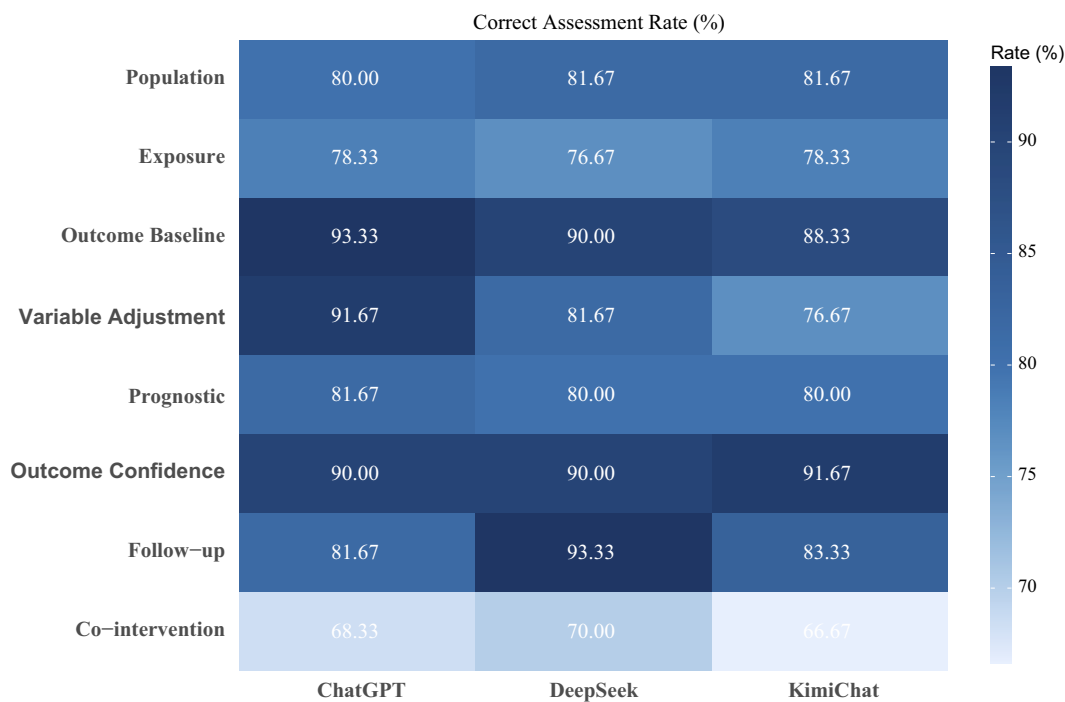 Correct Assessment Rate (%)
Rate (%)
Population 80.00 81.67 81.67
90
Exposure 78.33 76.67 78.33
Outcome Baseline 93.33 90.00 88.33
85
Variable Adjustment 91.67 81.67 76.67
80
Prognostic 81.67 80.00 80.00
Outcome Confidence 90.00 90.00 91.67
75
Follow−up 81.67 93.33 83.33
70
Co−intervention 68.33 70.00 66.67
ChatGPT DeepSeek KimiChat